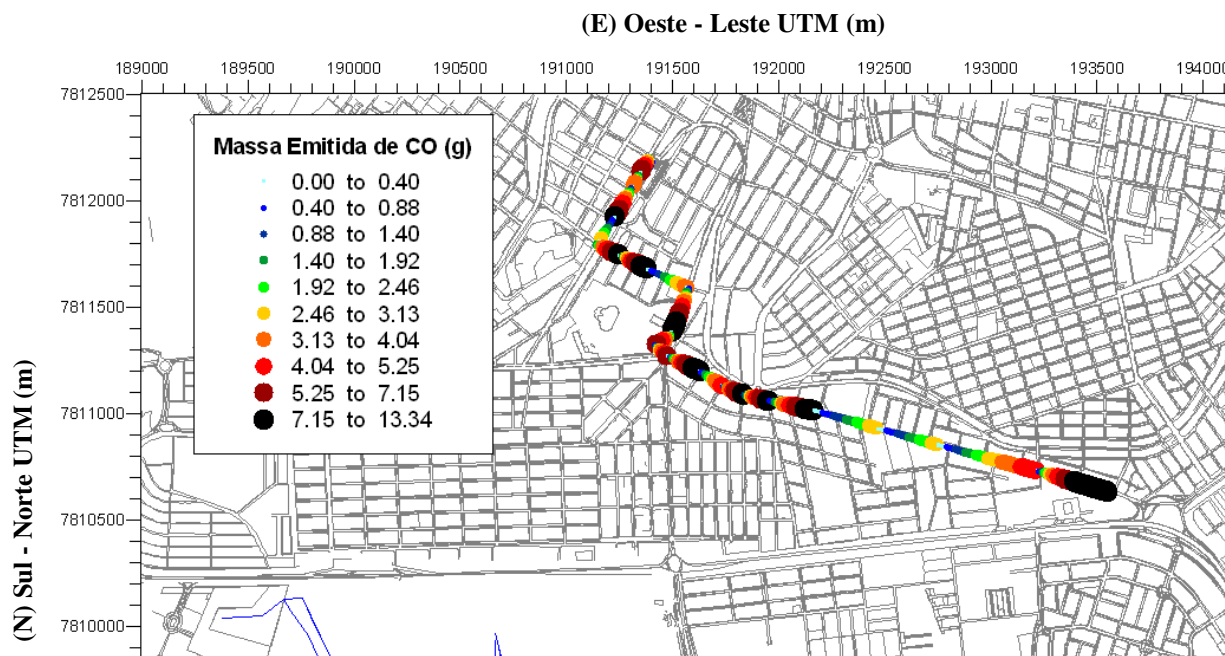 (E) Oeste - Leste UTM (m)
189000 189500 190000 190500 191000 191500 192000 192500 193000 193500 194000
7812500
Massa Emitida de CO (g)
0.00 to 0.40
0.40 to 0.88
0.88 to 1.40
1.40 to 1.92
1.92 to 2.46
2.46 to 3.13
3.13 to 4.04
4.04 to 5.25
5.25 to 7.15
7.15 to 13.34
7812000
7811500
7811000
7810500
7810000
(N) Sul - Norte UTM (m)